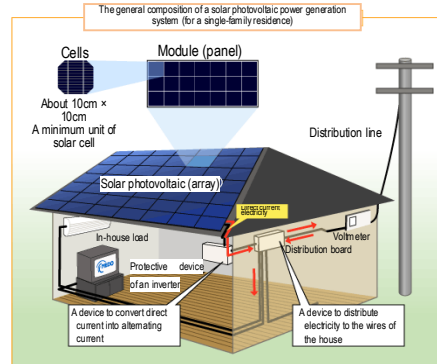 The general composition of a solar photovoltaic power generation
system (for a single-family residence)
Cells
Module (panel)
About 10cm ×
10cm
A minimum unit of
solar cell
Distribution line
Solar photovoltaic (array)
Direct current
electricity
In-house load
Voltmeter
Distribution board
Protective device
of an inverter
NEDO
A device to convert direct
current into alternating
current
A device to distribute
electricity to the wires of
the house